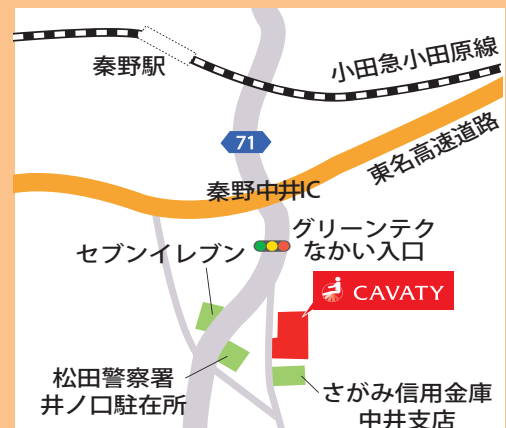 秦野駅
小田急小田原線
71
東名高速道路
秦野中井IC
グリーンテク
なかい入口
セブンイレブン
CAVATY
松田警察署
井ノ口駐在所
さがみ信用金庫
中井支店